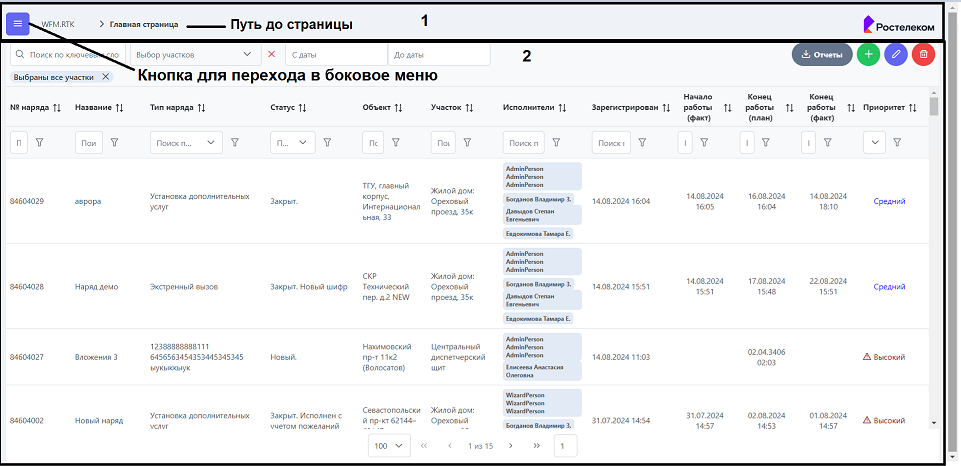 WFM.RTK > Главная страница Путь до страницы 1 Ростелеком
Поиск по ключевым сло Выбор участков С даты До даты 2 Отчеты
Выбраны все участки Кнопка для перехода в боковое меню
№ наряда Название Тип наряда Статус Объект Участок Исполнители Зарегистрирован Начало работы (факт) Конец работы (план) Конец работы (факт) Приоритет
Пои Поиск п... П... Пс Поис Поиск п Поиск
84604029 аврора Установка дополнительных услуг Закрыт. ТГУ, главный корпус, Интернациональная, 33 Жилой дом: Ореховый проезд, 35к AdminPerson AdminPerson AdminPerson Богданов Владимир З. Давыдов Степан Евгеньевич Евдокимова Тамара Е. 14.08.2024 16:04 14.08.2024 16:05 16.08.2024 16:04 14.08.2024 18:10 Средний
84604028 Наряд демо Экстренный вызов Закрыт. Новый шифр СКР Технический пер. д.2 NEW Жилой дом: Ореховый проезд, 35к AdminPerson AdminPerson AdminPerson Богданов Владимир З. Давыдов Степан Евгеньевич Евдокимова Тамара Е. 14.08.2024 15:51 14.08.2024 15:51 17.08.2024 15:48 22.08.2024 15:51 Средний
84604027 Вложения 3 12388888888111 6456563454353445345345 ыукыккыук Новый. Нахимовский пр-т 11к2 (Волосатов) Центральный диспетчерский щит AdminPerson AdminPerson AdminPerson Елисеева Анастасия Олеговна 14.08.2024 11:03 02.04.3406 02:03 Высокий
84604002 Новый наряд Установка дополнительных услуг Закрыт. Исполнен с учетом пожеланий Севастопольский пр-кт 62144– Жилой дом: Ореховый проезд, 35к WizardPerson WizardPerson WizardPerson Богданов Владимир З. 31.07.2024 14:54 31.07.2024 14:57 02.08.2024 14:53 01.08.2024 14:57 Высокий
100 « ‹ 1 из 15 › » 1